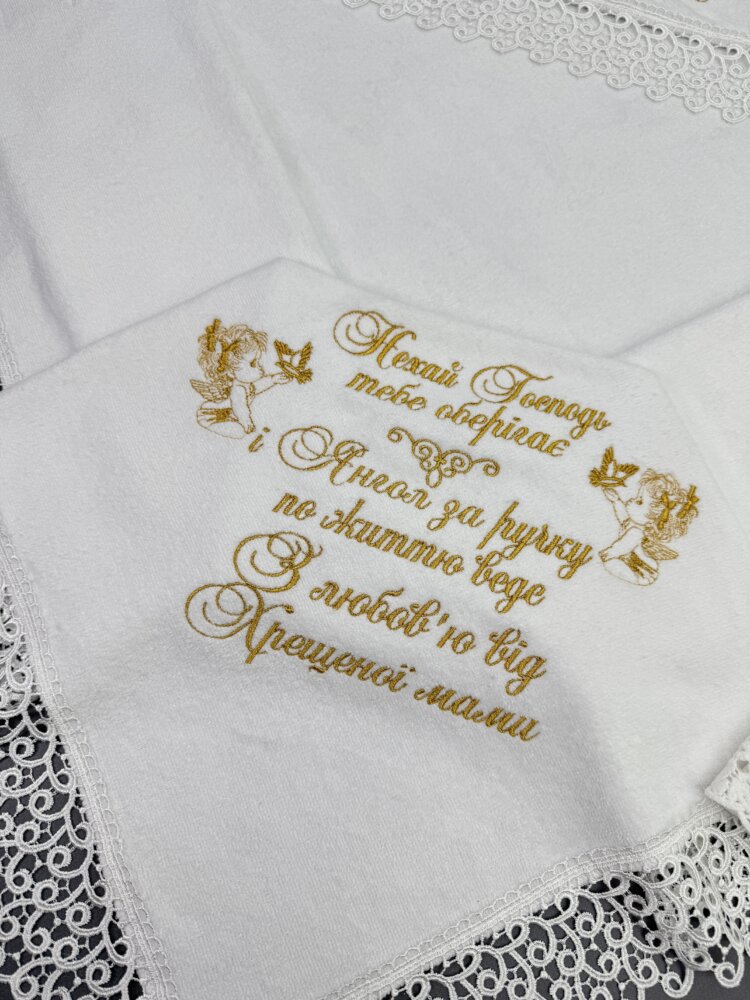 Нехай Господь
тебе оберігає
і Янгол за ручку
по життю веде
З любов'ю від
Хрещеної мами